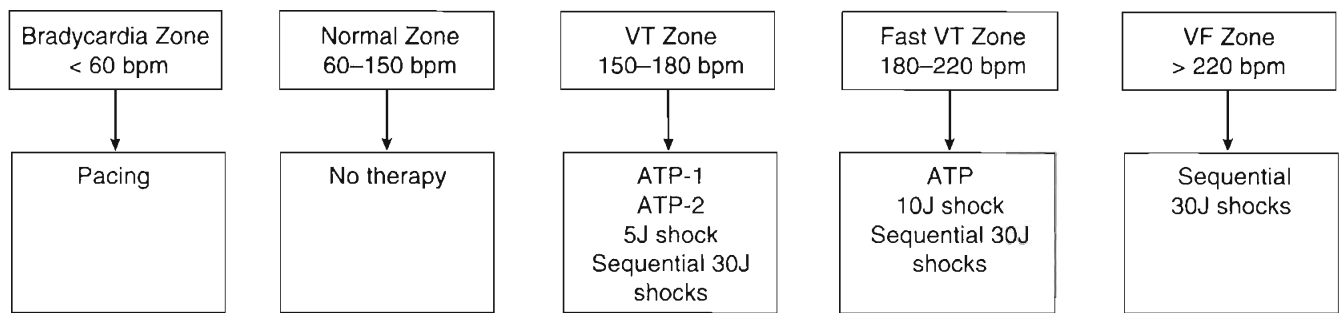 Bradycardia Zone
< 60 bpm
Normal Zone
60–150 bpm
VT Zone
150–180 bpm
Fast VT Zone
180–220 bpm
VF Zone
> 220 bpm
Pacing
No therapy
ATP-1
ATP-2
5J shock
Sequential 30J
shocks
ATP
10J shock
Sequential 30J
shocks
Sequential
30J shocks